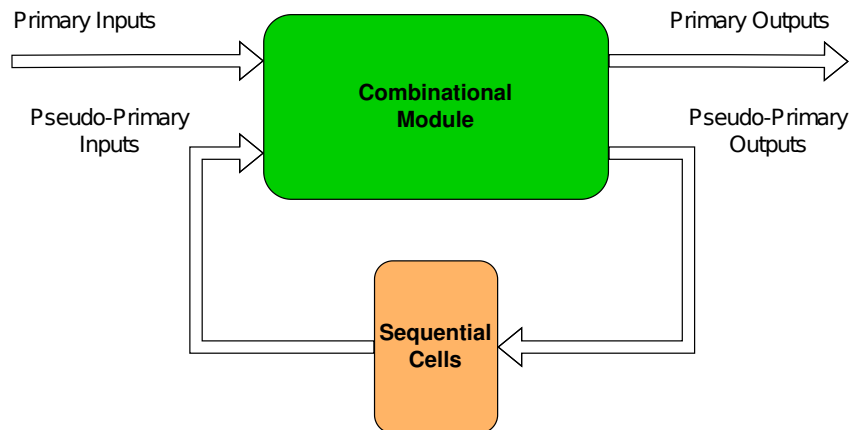 Primary Inputs
Primary Outputs
Combinational
Module
Pseudo-Primary
Inputs
Pseudo-Primary
Outputs
Sequential
Cells